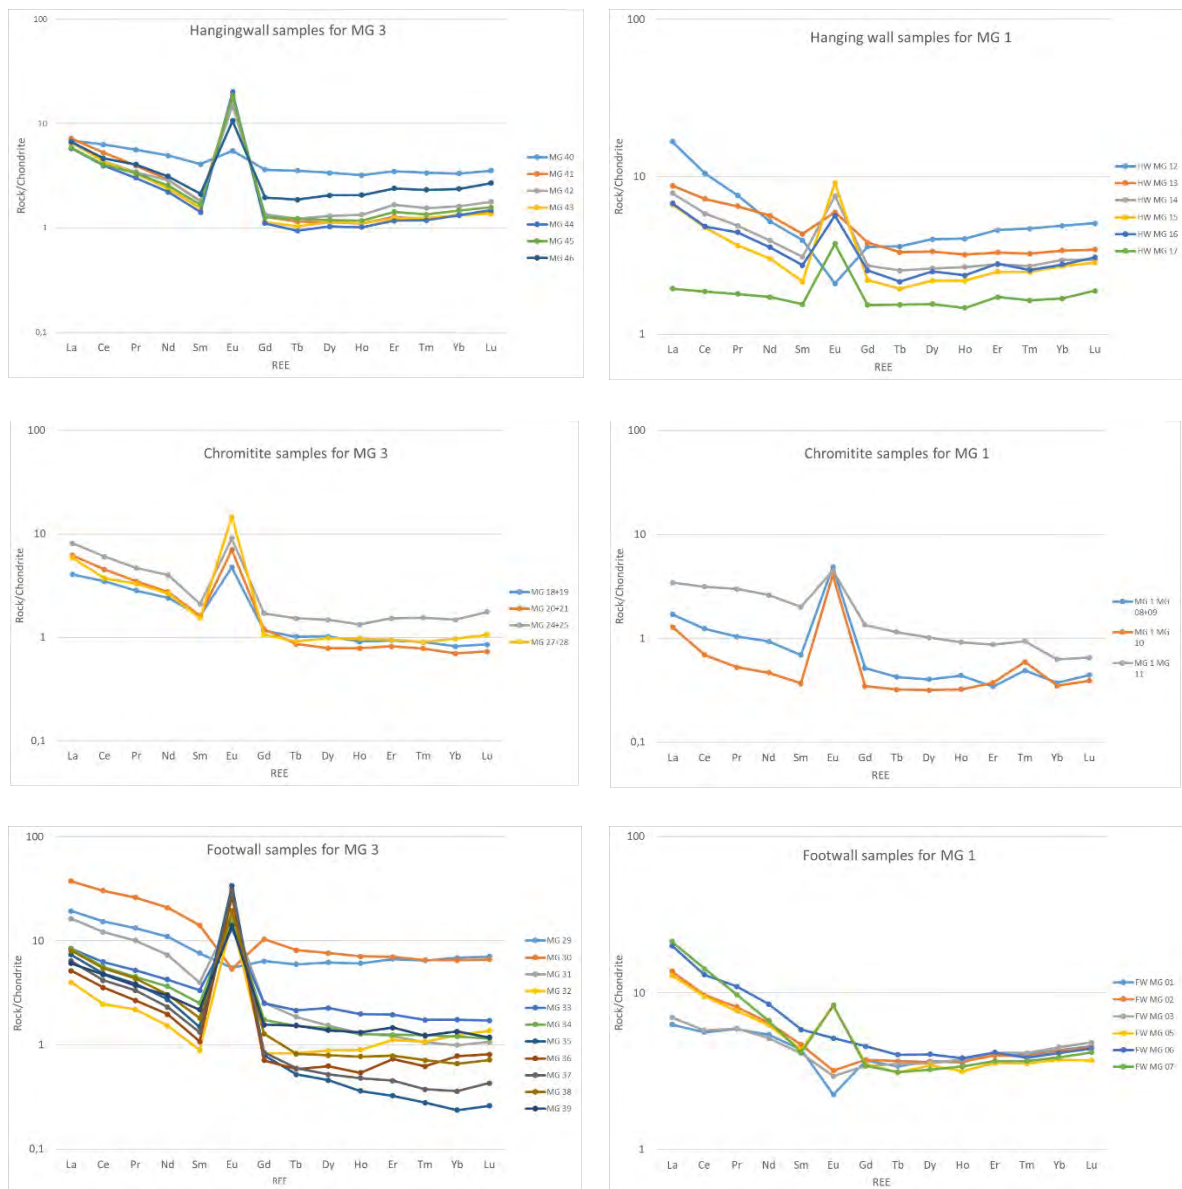 Hangingwall samples for MG 3
100
10
1
0,1
Rock/Chondrite
La Ce Pr Nd Sm Eu Gd Tb Dy Ho Er Tm Yb Lu
REE
MG 40
MG 41
MG 42
MG 43
MG 44
MG 45
MG 46
Hanging wall samples for MG 1
100
10
1
Rock/Chondrite
La Ce Pr Nd Sm Eu Gd Tb Dy Ho Er Tm Yb Lu
REE
HW MG 12
HW MG 13
HW MG 14
HW MG 15
HW MG 16
HW MG 17
Chromitite samples for MG 3
100
10
1
0,1
Rock/Chondrite
La Ce Pr Nd Sm Eu Gd Tb Dy Ho Er Tm Yb Lu
REE
MG 18+19
MG 20+21
MG 24+25
MG 27+28
Chromitite samples for MG 1
100
10
1
0,1
Rock/Chondrite
La Ce Pr Nd Sm Eu Gd Tb Dy Ho Er Tm Yb Lu
REE
MG 1 MG
08+09
MG 1 MG
10
MG 1 MG
11
Footwall samples for MG 3
100
10
1
0,1
Rock/Chondrite
La Ce Pr Nd Sm Eu Gd Tb Dy Ho Er Tm Yb Lu
REE
MG 29
MG 30
MG 31
MG 32
MG 33
MG 34
MG 35
MG 36
MG 37
MG 38
MG 39
Footwall samples for MG 1
100
10
1
Rock/Chondrite
La Ce Pr Nd Sm Eu Gd Tb Dy Ho Er Tm Yb Lu
REE
FW MG 01
FW MG 02
FW MG 03
FW MG 05
FW MG 06
FW MG 07